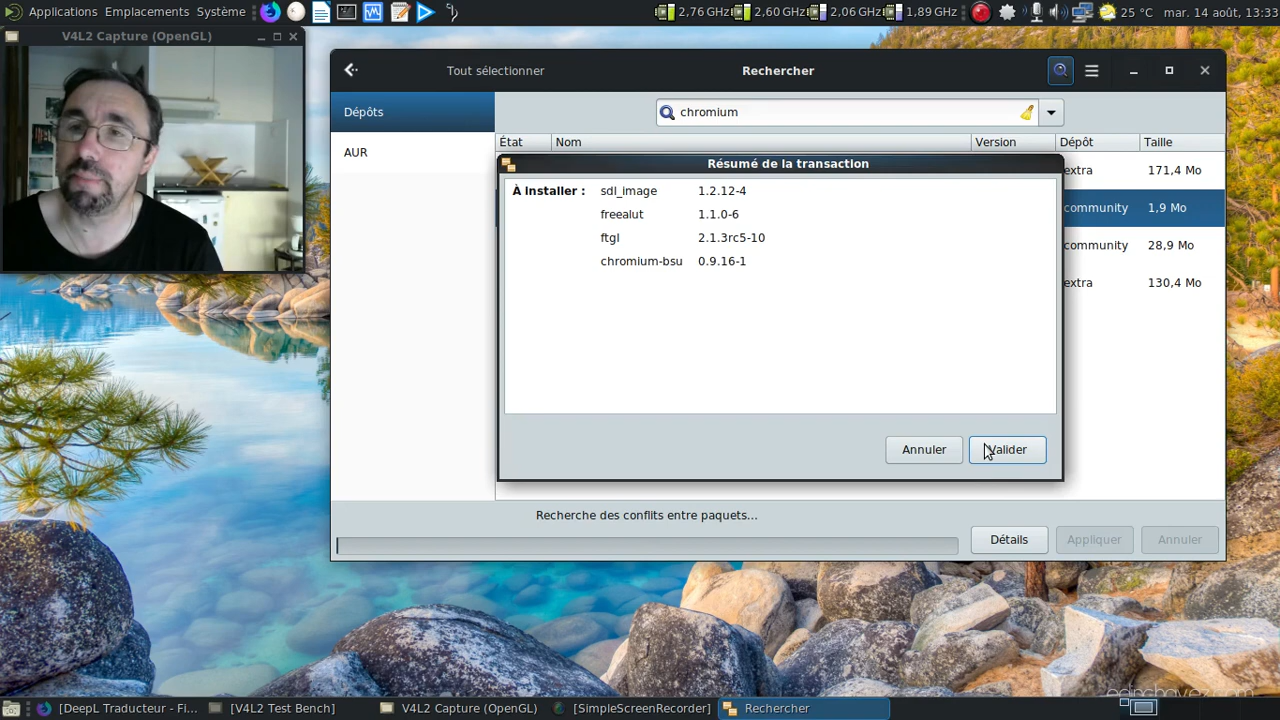 Applications Emplacements Système 2,76 GHz 2,60 GHz 2,06 GHz 1,89 GHz 25 °C mar. 14 août, 13:33
V4L2 Capture (OpenGL)
Tout sélectionner Rechercher
Dépôts chromium
État Nom Version Dépôt Taille
AUR
Résumé de la transaction
extra 171,4 Mo
À installer : sdl_image 1.2.12-4
community 1,9 Mo
freealut 1.1.0-6
ftgl 2.1.3rc5-10
community 28,9 Mo
chromium-bsu 0.9.16-1
extra 130,4 Mo
Annuler Valider
Recherche des conflits entre paquets...
Détails Appliquer Annuler
[DeepL Traducteur - Fi... [V4L2 Test Bench] V4L2 Capture (OpenGL) [SimpleScreenRecorder] Rechercher